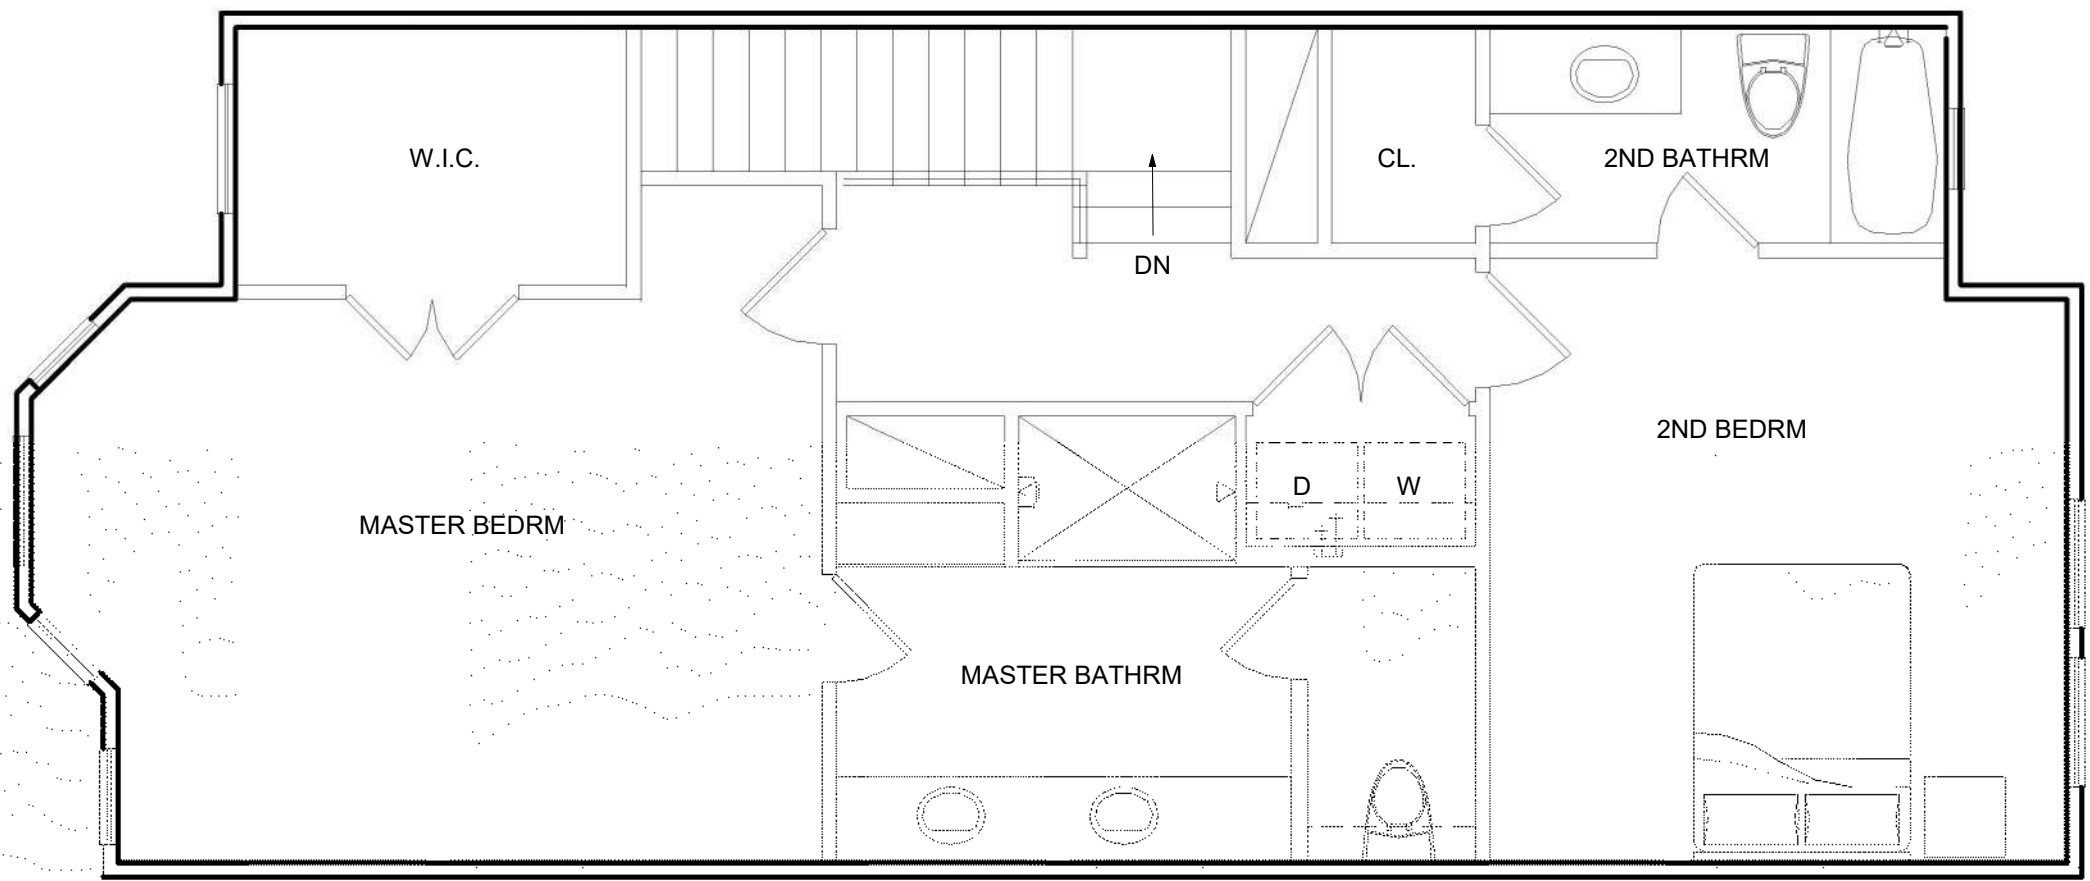 W.I.C.
CL.
2ND BATHRM
DN
2ND BEDRM
D
W
MASTER BEDRM
MASTER BATHRM